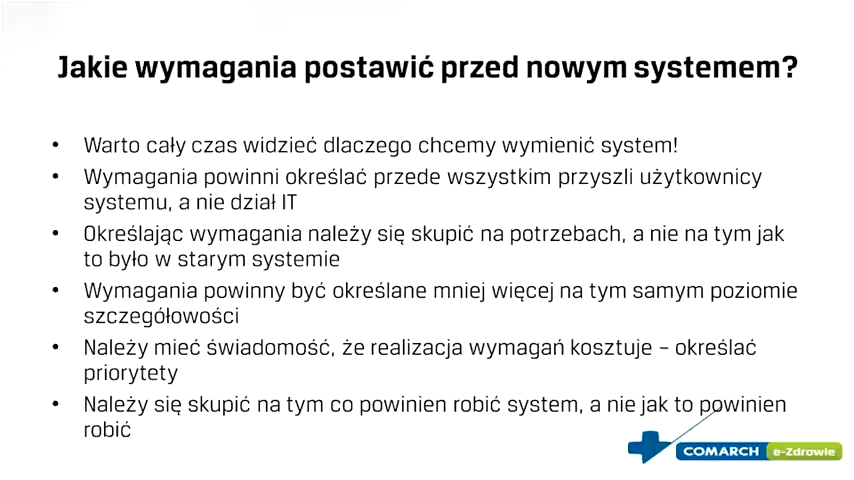 Jakie wymagania postawić przed nowym systemem?
• Warto cały czas widzieć dlaczego chcemy wymienić system!
• Wymagania powinni określać przede wszystkim przyszli użytkownicy
systemu, a nie dział IT
• Określając wymagania należy się skupić na potrzebach, a nie na tym jak
to było w starym systemie
• Wymagania powinny być określane mniej więcej na tym samym poziomie
szczegółowości
• Należy mieć świadomość, że realizacja wymagań kosztuje – określać
priorytety
• Należy się skupić na tym co powinien robić system, a nie jak to powinien
robić
COMARCH e-Zdrowie